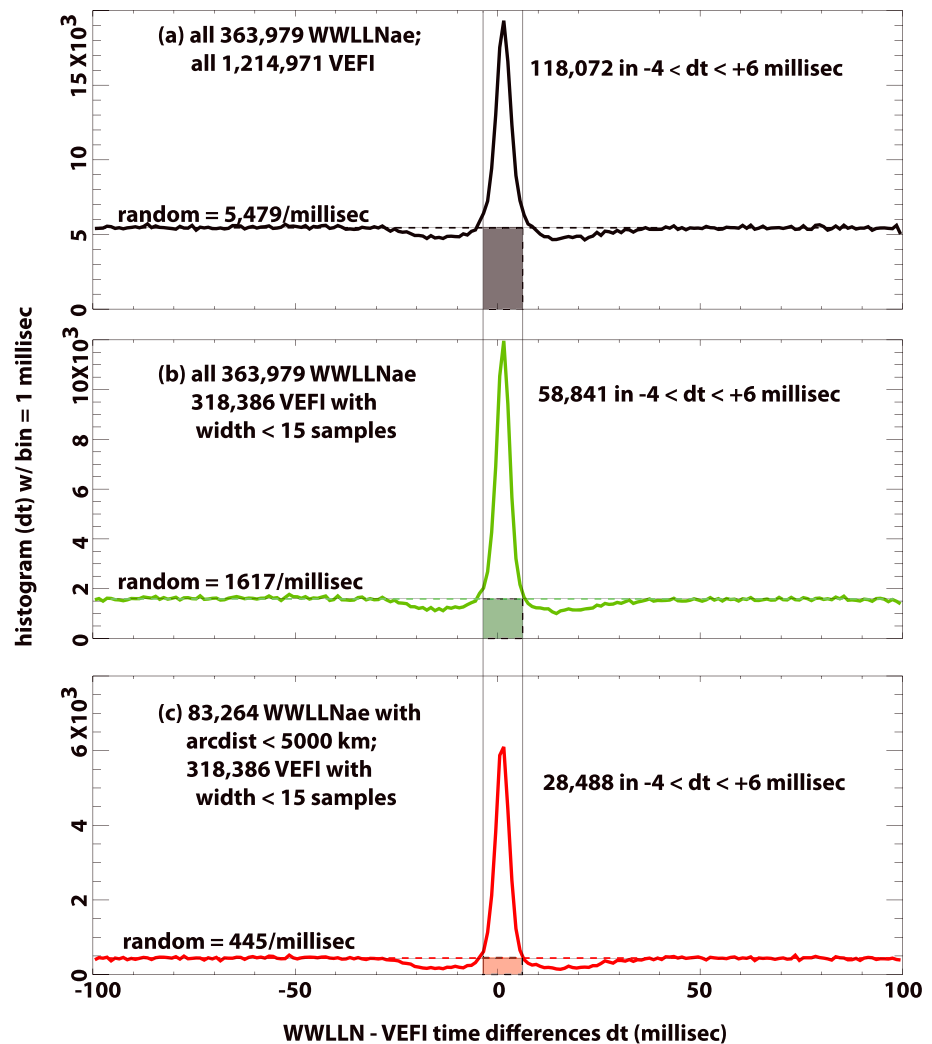 histogram (dt) w/ bin = 1 millisec
15 X10³
10
5
0
(a) all 363,979 WWLLNae;
all 1,214,971 VEFI
118,072 in -4 < dt < +6 millisec
random = 5,479/millisec
10X10³
8
6
4
2
0
(b) all 363,979 WWLLNae
318,386 VEFI with
width < 15 samples
58,841 in -4 < dt < +6 millisec
random = 1617/millisec
6 X10³
4
2
0
(c) 83,264 WWLLNae with
arcdist < 5000 km;
318,386 VEFI with
width < 15 samples
28,488 in -4 < dt < +6 millisec
random = 445/millisec
-100 -50 0 50 100
WWLLN - VEFI time differences dt (millisec)